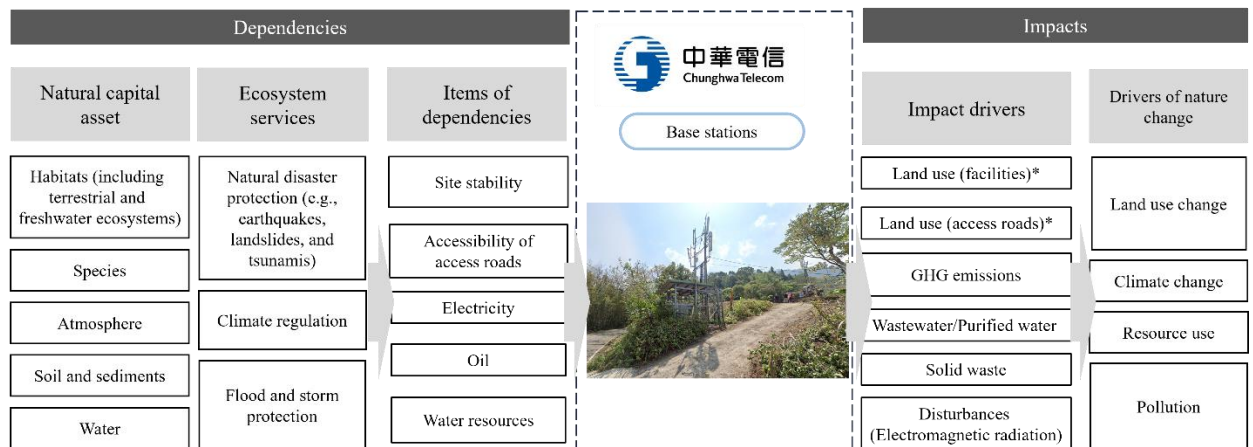 Dependencies
Natural capital
asset
Habitats (including
terrestrial and
freshwater ecosystems)
Species
Atmosphere
Soil and sediments
Water
Ecosystem
services
Natural disaster
protection (e.g.,
earthquakes,
landslides, and
tsunamis)
Climate regulation
Flood and storm
protection
Items of
dependencies
Site stability
Accessibility of
access roads
Electricity
Oil
Water resources
中華電信
Chunghwa Telecom
Base stations
Impacts
Impact drivers
Land use (facilities)*
Land use (access roads)*
GHG emissions
Wastewater/Purified water
Solid waste
Disturbances
(Electromagnetic radiation)
Drivers of nature
change
Land use change
Climate change
Resource use
Pollution